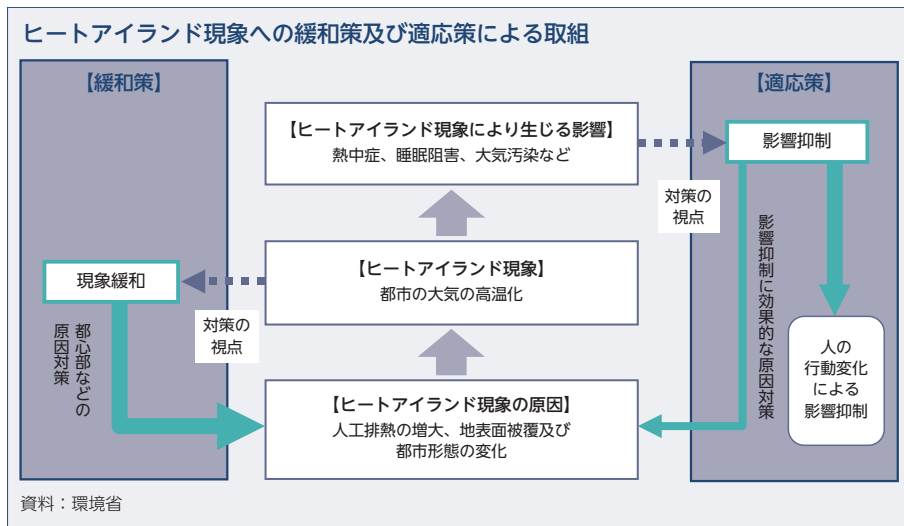 ヒートアイランド現象への緩和策及び適応策による取組
【緩和策】
現象緩和
都心部などの
原因対策
対策の
視点
【ヒートアイランド現象により生じる影響】
熱中症、睡眠阻害、大気汚染など
【ヒートアイランド現象】
都市の大気の高温化
【ヒートアイランド現象の原因】
人工排熱の増大、地表面被覆及び
都市形態の変化
対策の
視点
【適応策】
影響抑制
影響抑制に効果的な原因対策
人の
行動変化
による
影響抑制
資料：環境省